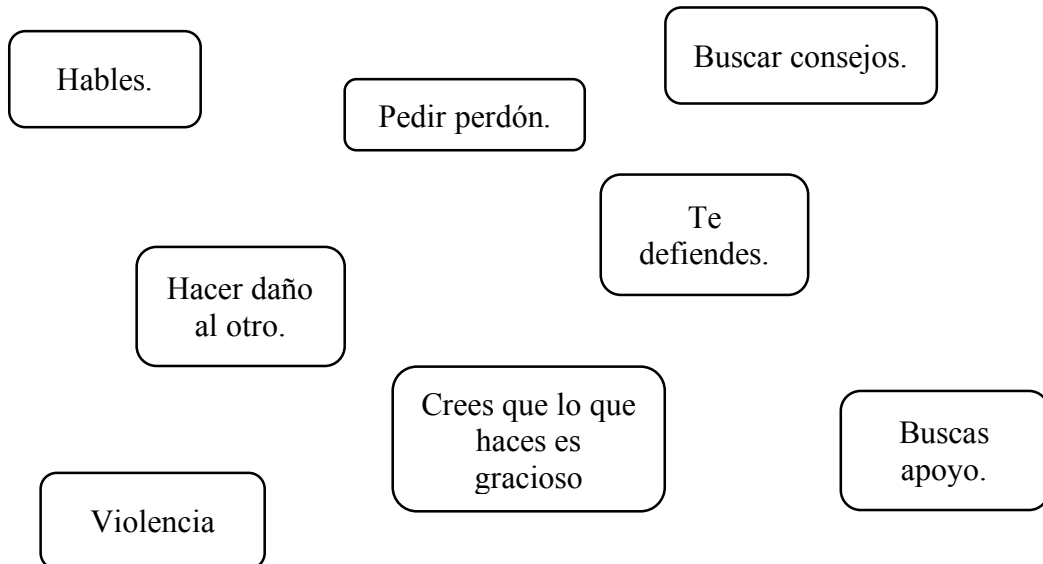 Hables.
Buscar consejos.
Pedir perdón.
Te
defiendes.
Hacer daño
al otro.
Crees que lo que
haces es
gracioso
Buscas
apoyo.
Violencia